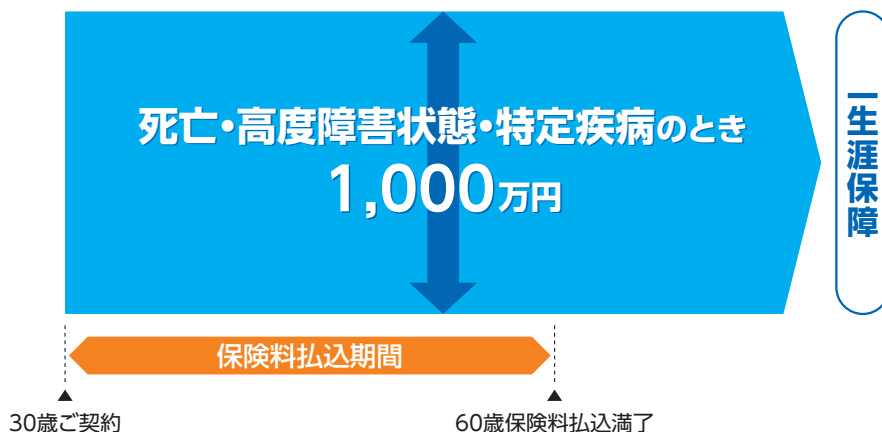 死亡・高度障害状態・特定疾病のとき
1,000万円
一生涯保障
保険料払込期間
30歳ご契約
60歳保険料払込満了